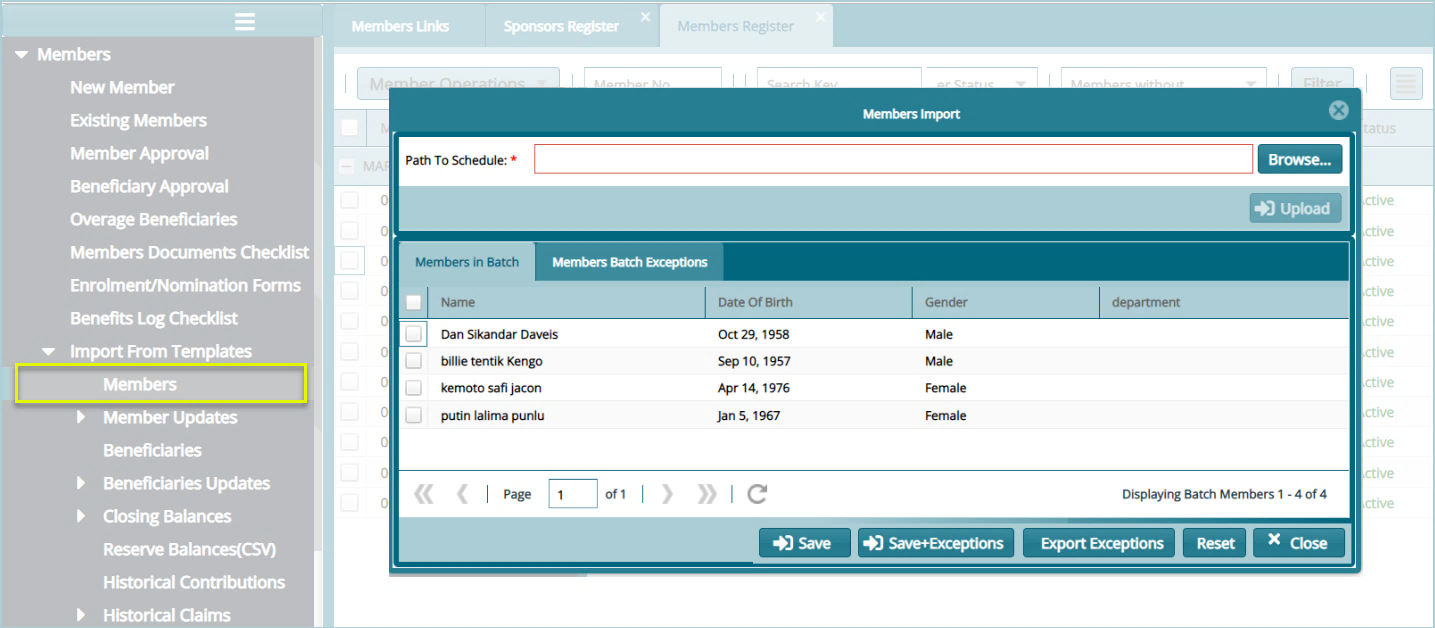 Members Links
Sponsors Register
Members Register
Members
New Member
Existing Members
Member Approval
Beneficiary Approval
Overage Beneficiaries
Members Documents Checklist
Enrolment/Nomination Forms
Benefits Log Checklist
Import From Templates
Members
Member Updates
Beneficiaries
Beneficiaries Updates
Closing Balances
Reserve Balances(CSV)
Historical Contributions
Historical Claims
Member Operations
Member No
Search Key
er Status
Members without
Filter
tatus
MAR
ctive
ctive
ctive
ctive
ctive
ctive
ctive
ctive
ctive
ctive
ctive
Members Import
Path To Schedule: *
Browse...
Upload
Members in Batch
Members Batch Exceptions
Name Date Of Birth Gender department
Dan Sikandar Daveis Oct 29, 1958 Male
billie tentik Kengo Sep 10, 1957 Male
kemoto safi jacon Apr 14, 1976 Female
putin lalima punlu Jan 5, 1967 Female
Page 1 of 1
Displaying Batch Members 1 - 4 of 4
Save
Save+Exceptions
Export Exceptions
Reset
Close